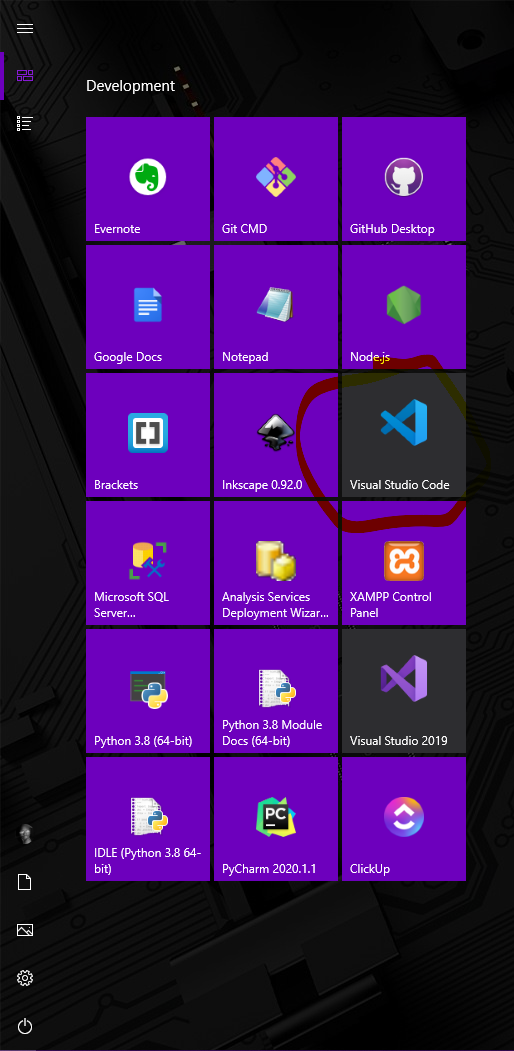 Development
Evernote
Git CMD
GitHub Desktop
Google Docs
Notepad
Node.js
Brackets
Inkscape 0.92.0
Visual Studio Code
Microsoft SQL
Server...
Analysis Services
Deployment Wizar...
XAMPP Control
Panel
Python 3.8 (64-bit)
Python 3.8 Module
Docs (64-bit)
Visual Studio 2019
IDLE (Python 3.8 64-
bit)
PC
PyCharm 2020.1.1
ClickUp